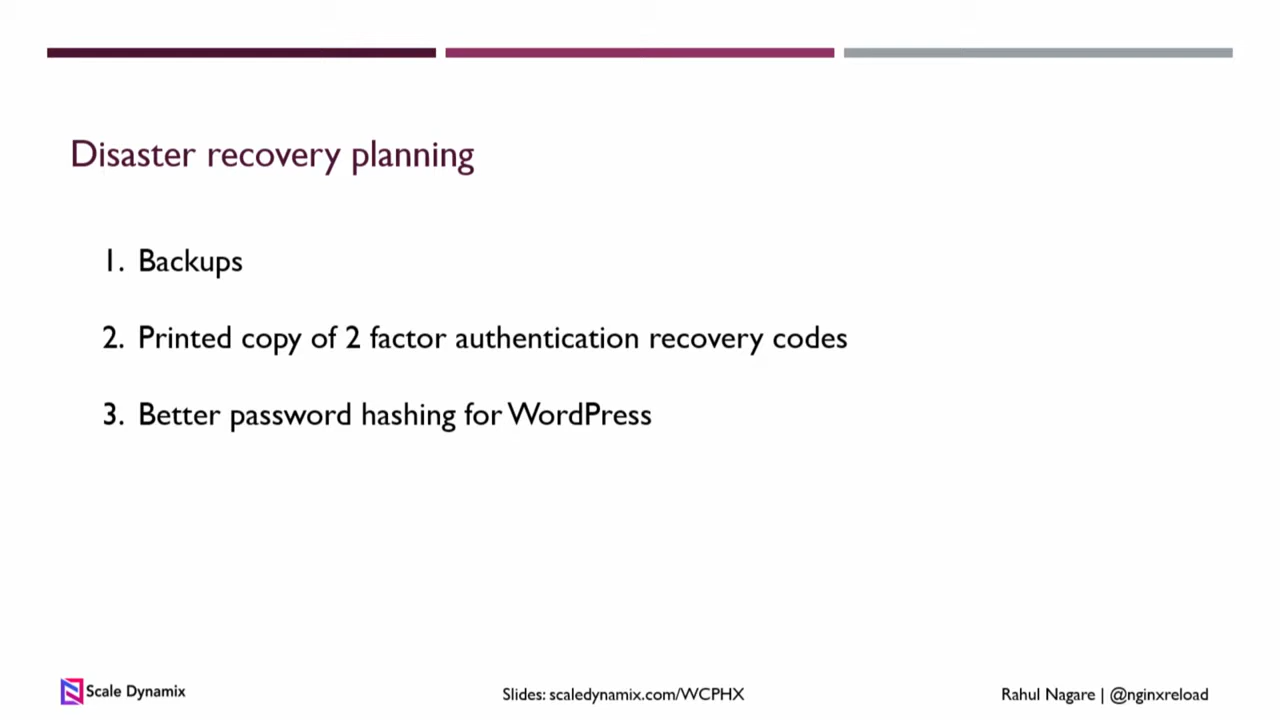 Disaster recovery planning
1. Backups
2. Printed copy of 2 factor authentication recovery codes
3. Better password hashing for WordPress
Scale Dynamix
Slides: scaledynamix.com/WCPHX
Rahul Nagare | @nginxreload